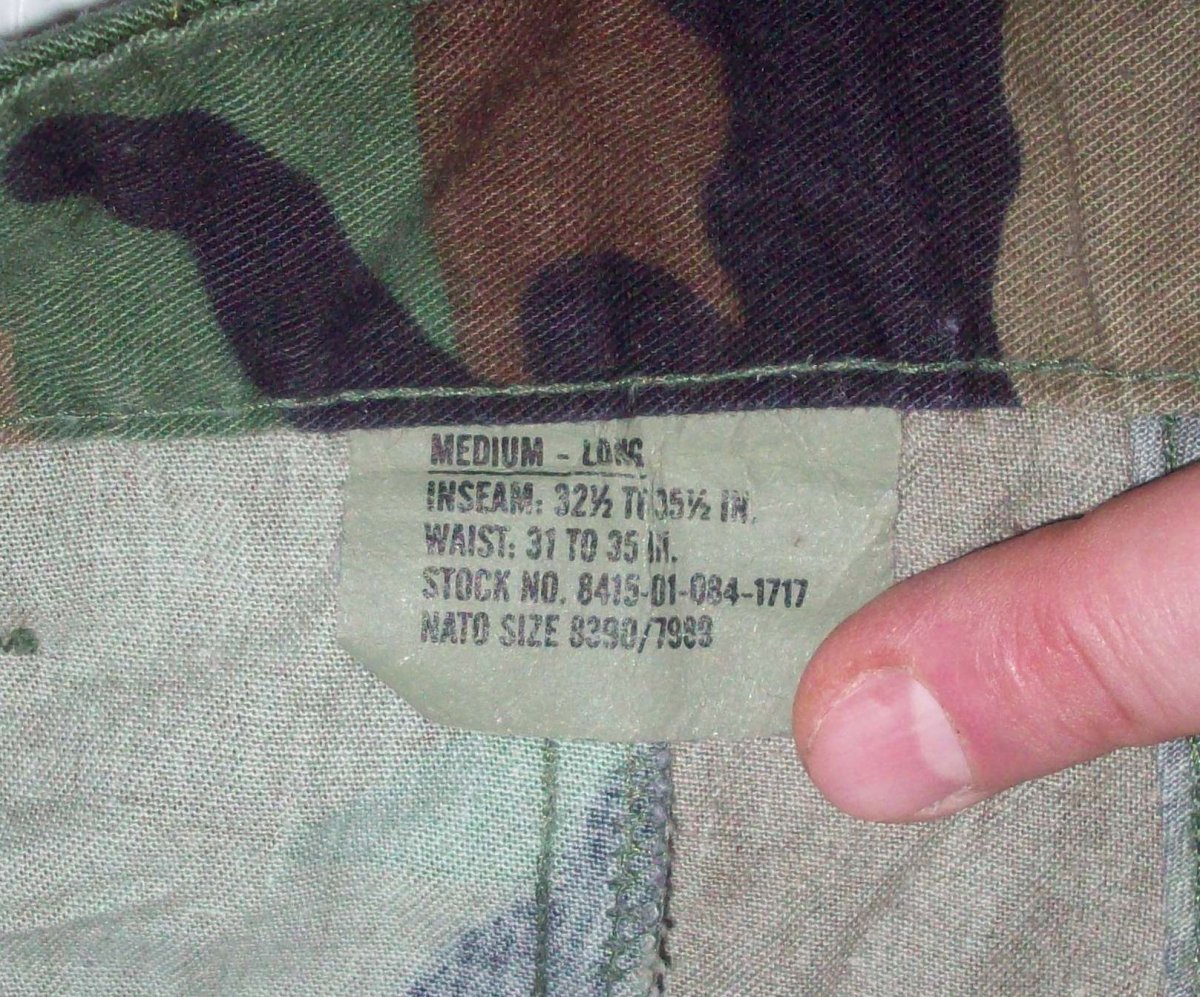 MEDIUM - LONG
INSEAM: 32½ TO 35½ IN.
WAIST: 31 TO 35 IN.
STOCK NO. 8415-01-084-1717
NATO SIZE 8390/7989